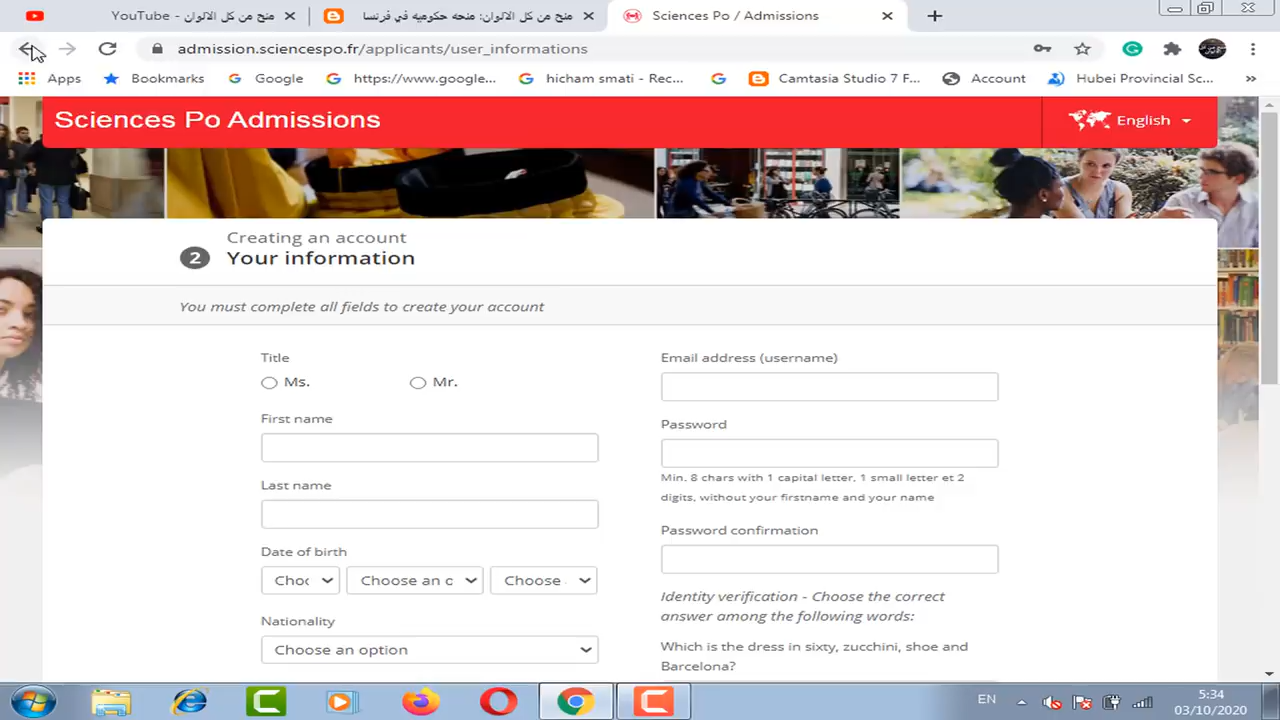 منح من كل الالوان - YouTube
منح من كل الالوان: منحه حكوميه في فرنسا
Sciences Po / Admissions
admission.sciencespo.fr/applicants/user_informations
Apps
Bookmarks
Google
https://www.google...
hicham smati - Rec...
Camtasia Studio 7 F...
Account
Hubei Provincial Sc...
»
Sciences Po Admissions
English
Creating an account
2 Your information
You must complete all fields to create your account
Title
Ms.
Mr.
First name
Last name
Date of birth
Choc
Choose an c
Choose
Nationality
Choose an option
Email address (username)
Password
Min. 8 chars with 1 capital letter, 1 small letter et 2
digits, without your firstname and your name
Password confirmation
Identity verification - Choose the correct
answer among the following words:
Which is the dress in sixty, zucchini, shoe and
Barcelona?
EN
5:34
03/10/2020